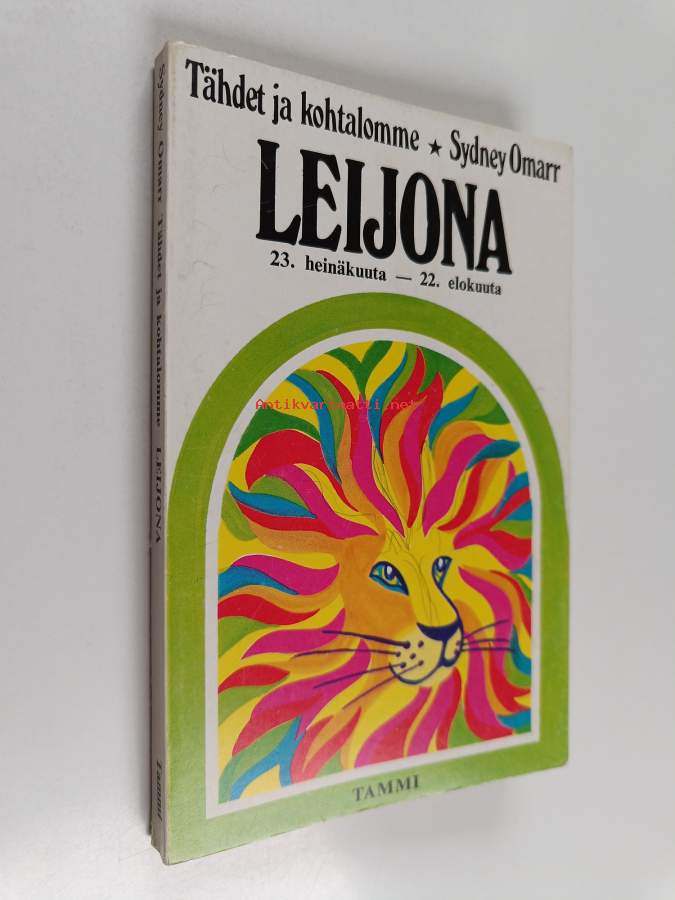 Tähdet ja kohtalomme ★ Sydney Omarr
LEIJONA
23. heinäkuuta — 22. elokuuta
Antikvariaatti.net
TAMMI
Sydney Omarr Tähdet ja kohtalomme LEIJONA Tammi